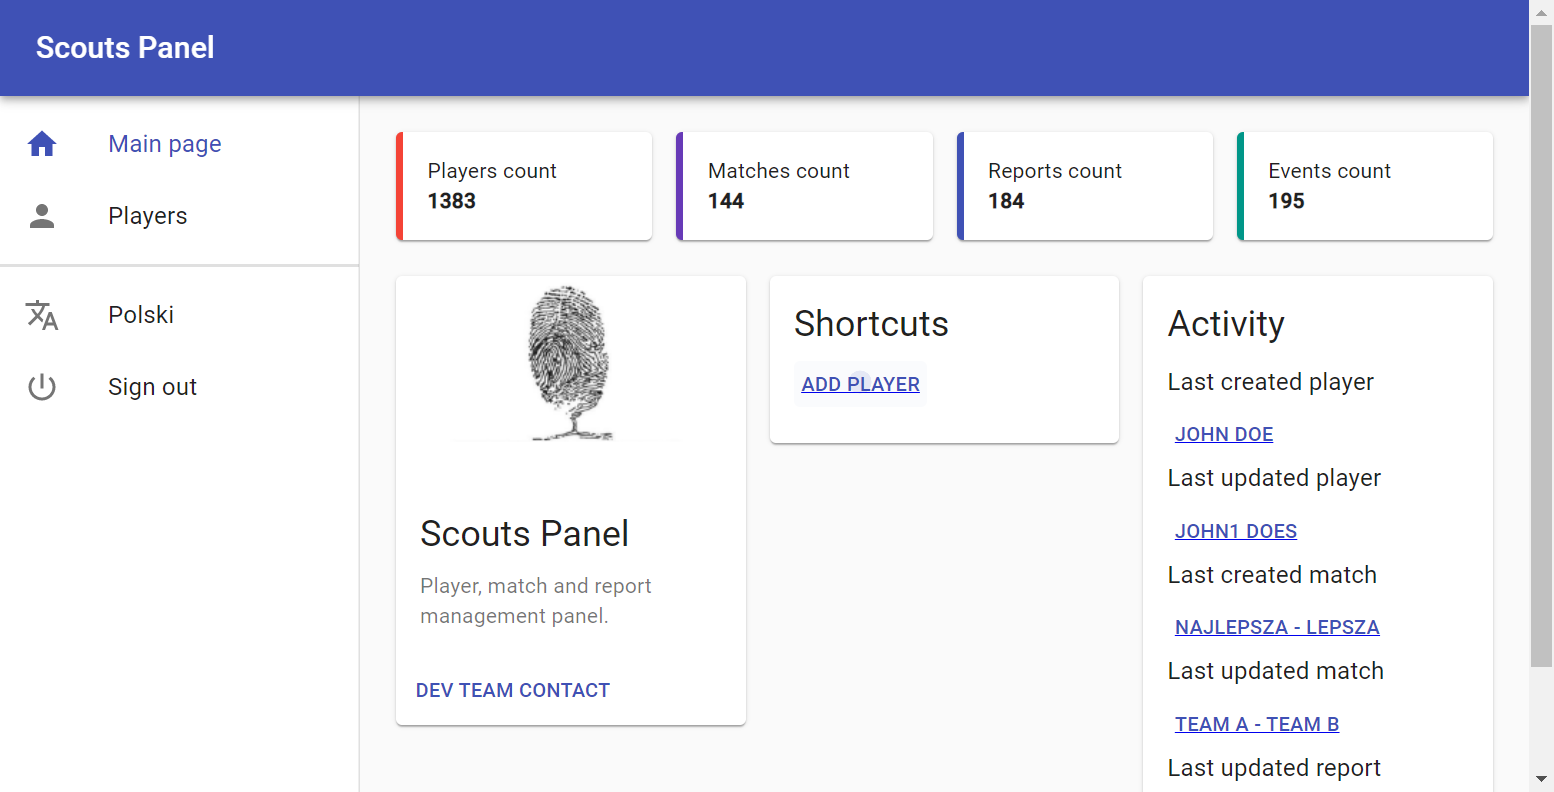 Scouts Panel
Main page
Players
Polski
Sign out
Players count
1383
Matches count
144
Reports count
184
Events count
195
Scouts Panel
Player, match and report
management panel.
DEV TEAM CONTACT
Shortcuts
ADD PLAYER
Activity
Last created player
JOHN DOE
Last updated player
JOHN1 DOES
Last created match
NAJLEPSZA - LEPSZA
Last updated match
TEAM A - TEAM B
Last updated report